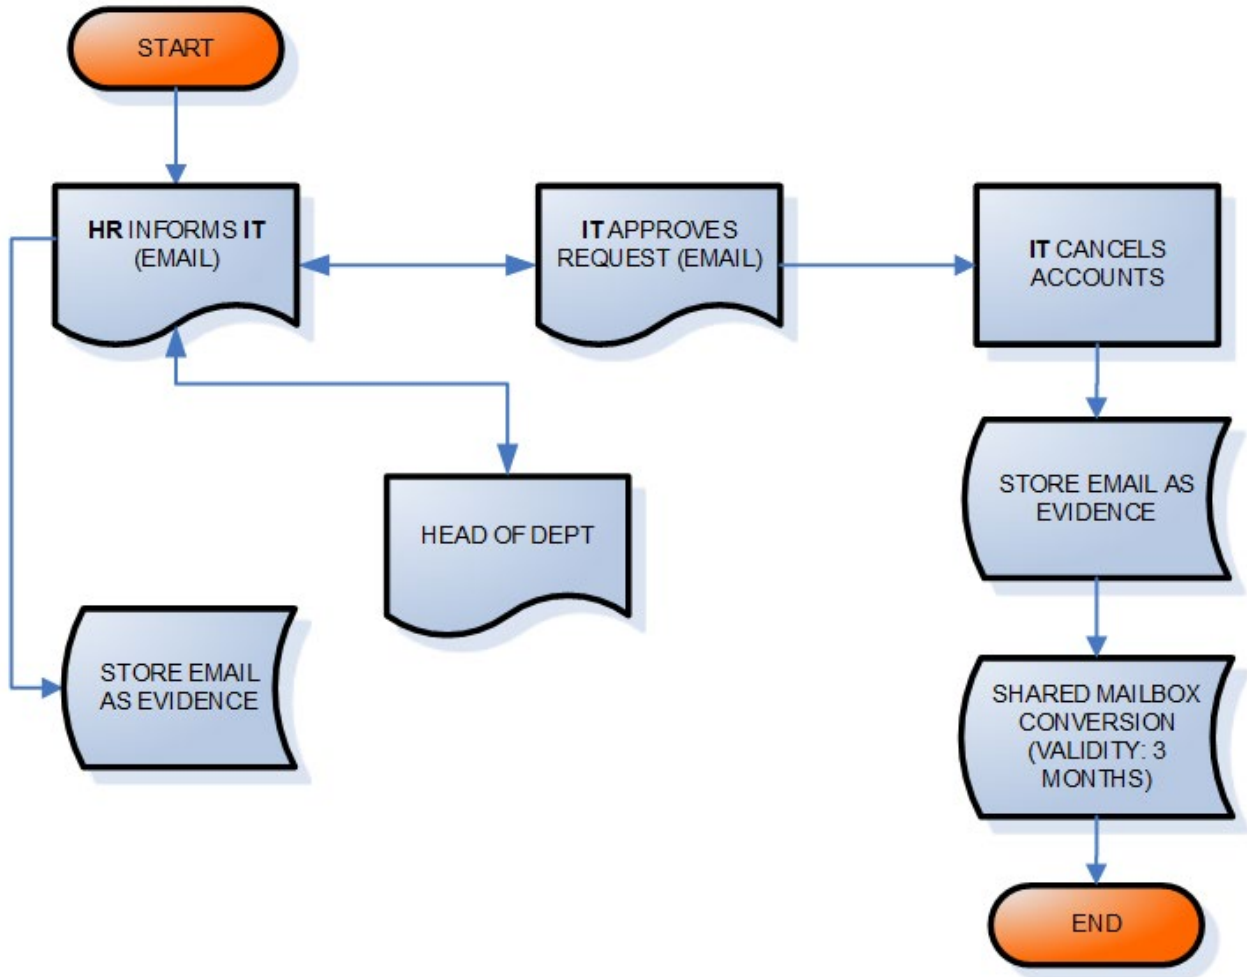 START
HR INFORMS IT
(EMAIL)
IT APPROVES
REQUEST (EMAIL)
IT CANCELS
ACCOUNTS
HEAD OF DEPT
STORE EMAIL AS
EVIDENCE
STORE EMAIL
AS EVIDENCE
SHARED MAILBOX
CONVERSION
(VALIDITY: 3
MONTHS)
END